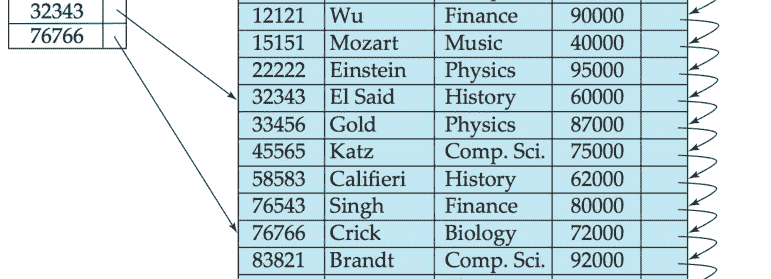 32343
76766
12121 Wu Finance 90000
15151 Mozart Music 40000
22222 Einstein Physics 95000
32343 El Said History 60000
33456 Gold Physics 87000
45565 Katz Comp. Sci. 75000
58583 Califieri History 62000
76543 Singh Finance 80000
76766 Crick Biology 72000
83821 Brandt Comp. Sci. 92000